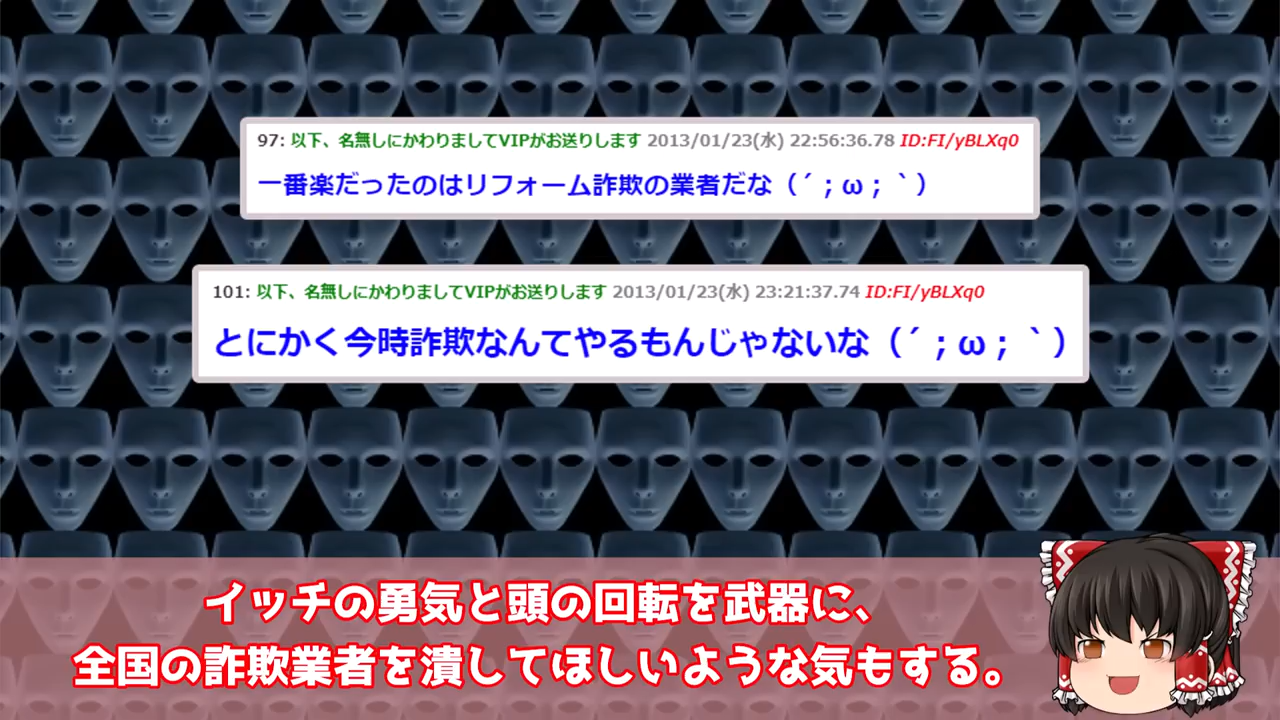 97: 以下、名無しにかわりましてVIPがお送りします 2013/01/23(水) 22:56:36.78 ID:FI/yBLXq0
一番楽だったのはリフォーム詐欺の業者だな（´；ω；｀）
101: 以下、名無しにかわりましてVIPがお送りします 2013/01/23(水) 23:21:37.74 ID:FI/yBLXq0
とにかく今時詐欺なんてやるもんじゃないな（´；ω；｀）
イッチの勇気と頭の回転を武器に、
全国の詐欺業者を潰してほしいような気もする。